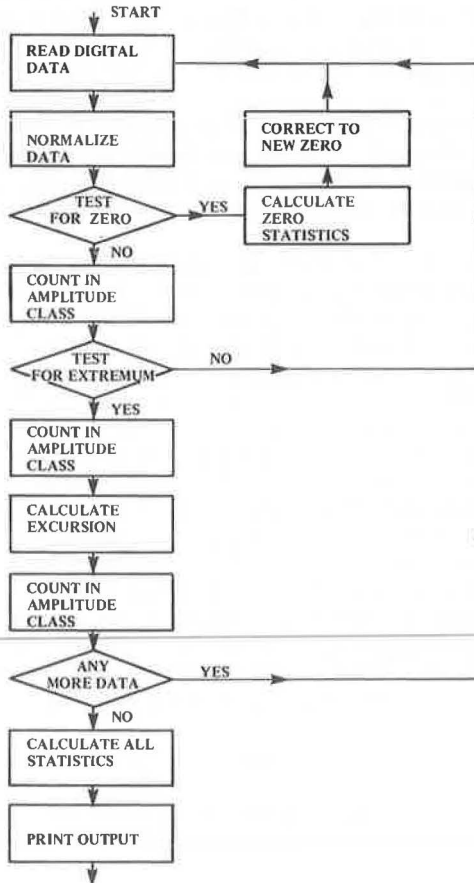 START
READ DIGITAL
DATA
NORMALIZE
DATA
CORRECT TO
NEW ZERO
TEST
FOR ZERO
YES
CALCULATE
ZERO
STATISTICS
NO
COUNT IN
AMPLITUDE
CLASS
TEST
FOR EXTREMUM
NO
YES
COUNT IN
AMPLITUDE
CLASS
CALCULATE
EXCURSION
COUNT IN
AMPLITUDE
CLASS
ANY
MORE DATA
YES
NO
CALCULATE ALL
STATISTICS
PRINT OUTPUT